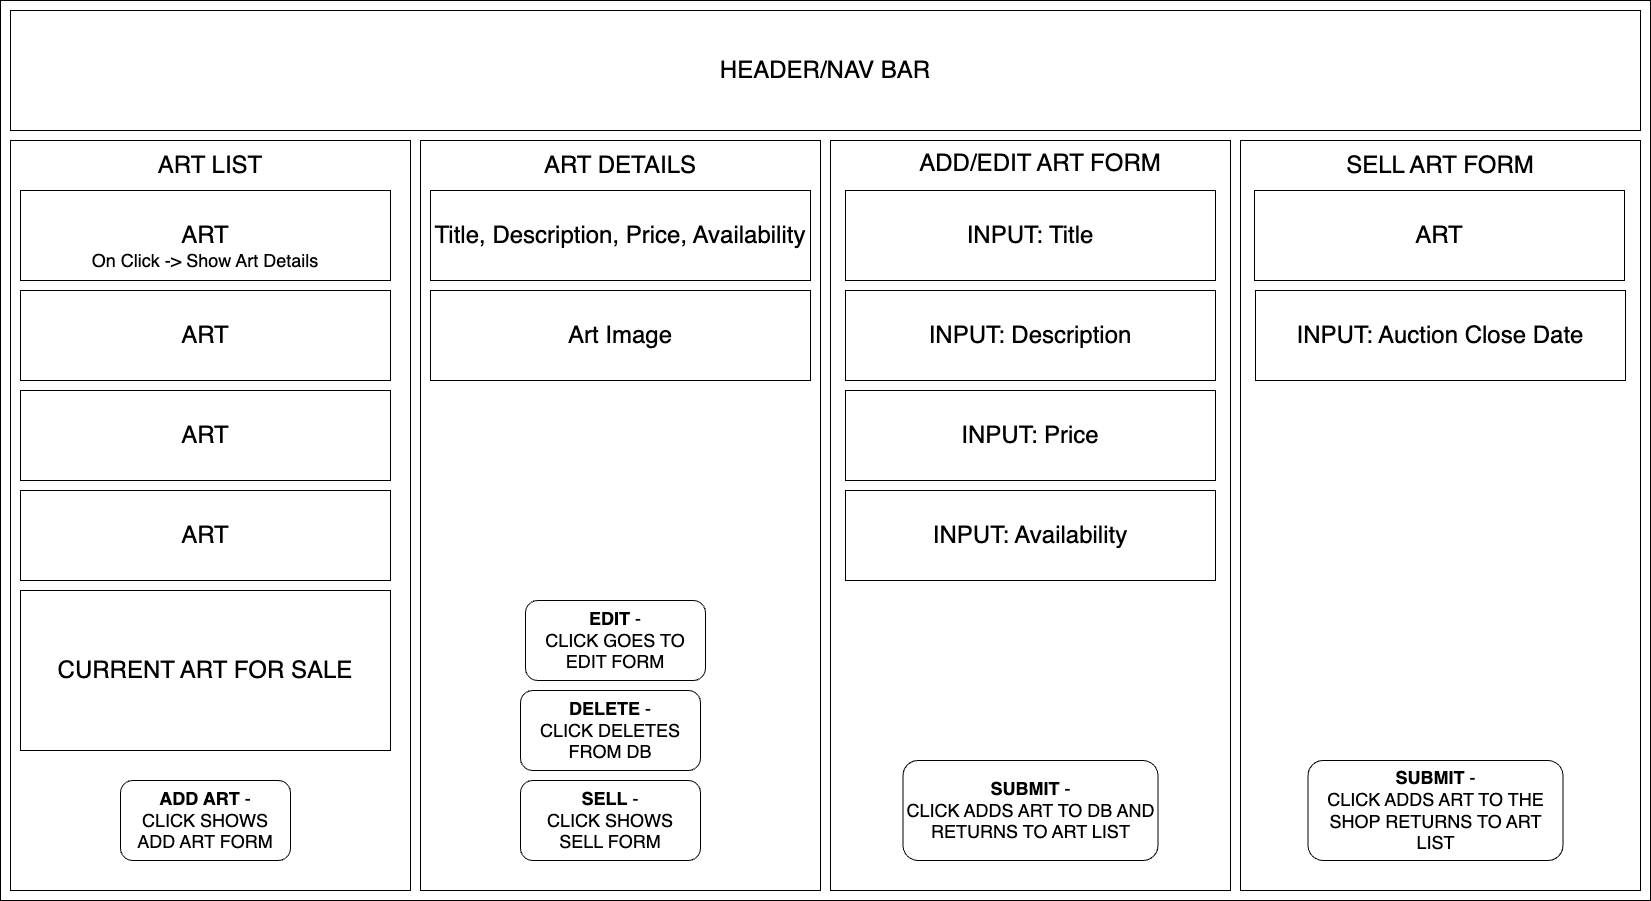 HEADER/NAV BAR
ART LIST
ART
On Click -> Show Art Details
ART
ART
ART
CURRENT ART FOR SALE
ADD ART -
CLICK SHOWS
ADD ART FORM
ART DETAILS
Title, Description, Price, Availability
Art Image
EDIT -
CLICK GOES TO
EDIT FORM
DELETE -
CLICK DELETES
FROM DB
SELL -
CLICK SHOWS
SELL FORM
ADD/EDIT ART FORM
INPUT: Title
INPUT: Description
INPUT: Price
INPUT: Availability
SUBMIT -
CLICK ADDS ART TO DB AND
RETURNS TO ART LIST
SELL ART FORM
ART
INPUT: Auction Close Date
SUBMIT -
CLICK ADDS ART TO THE
SHOP RETURNS TO ART
LIST